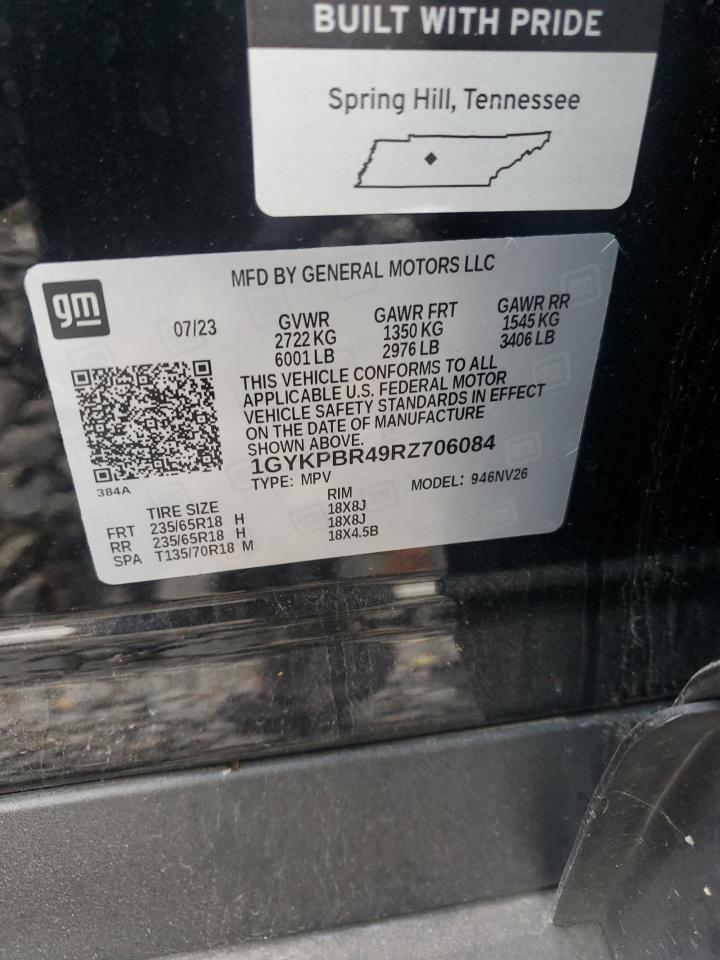 BUILT WITH PRIDE
Spring Hill, Tennessee
gm
MFD BY GENERAL MOTORS LLC
07/23
GVWR
2722 KG
6001 LB
GAWR FRT
1350 KG
2976 LB
GAWR RR
1545 KG
3406 LB
THIS VEHICLE CONFORMS TO ALL
APPLICABLE U.S. FEDERAL MOTOR
VEHICLE SAFETY STANDARDS IN EFFECT
ON THE DATE OF MANUFACTURE
SHOWN ABOVE.
1GYKPBR49RZ706084
TYPE: MPV MODEL: 946NV26
384A
TIRE SIZE RIM
FRT 235/65R18 H 18X8J
RR 235/65R18 H 18X8J
SPA T135/70R18 M 18X4.5B